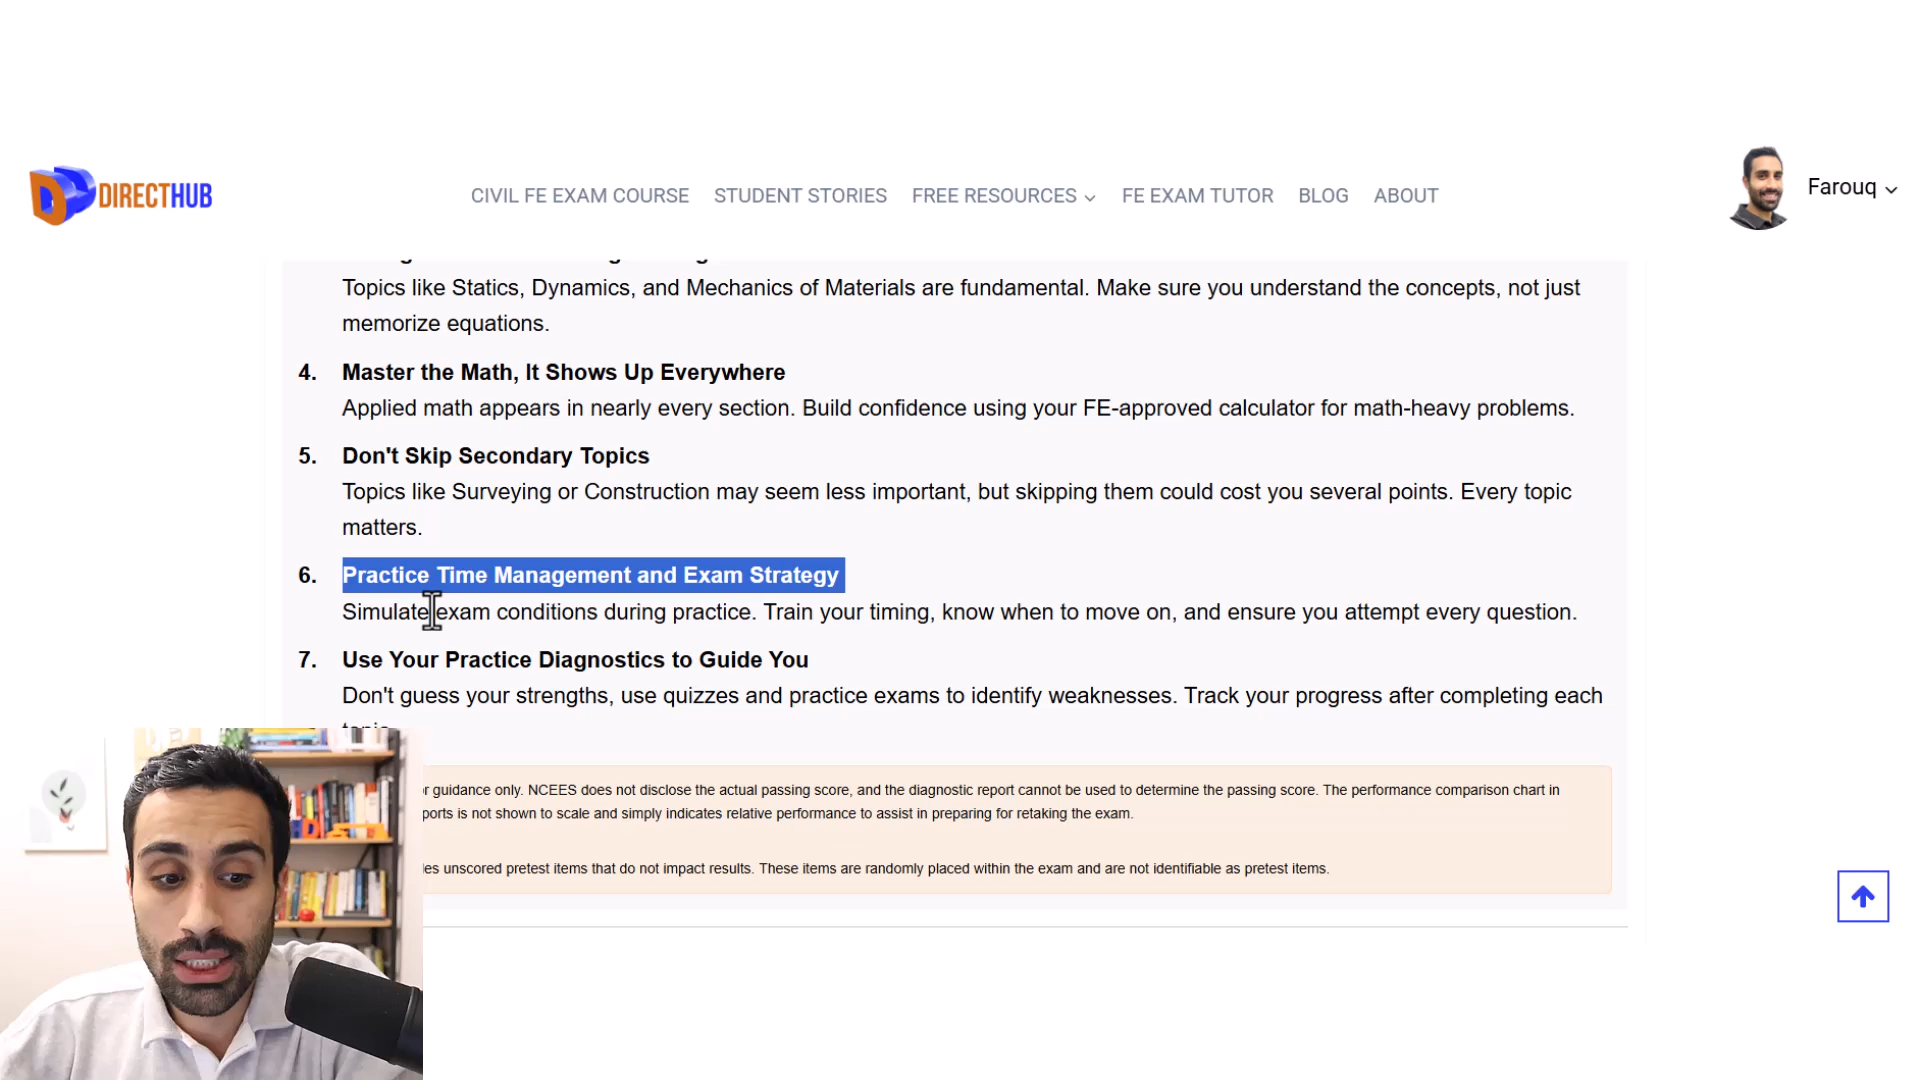 DIRECTHUB
CIVIL FE EXAM COURSE STUDENT STORIES FREE RESOURCES FE EXAM TUTOR BLOG ABOUT
Farouq
Topics like Statics, Dynamics, and Mechanics of Materials are fundamental. Make sure you understand the concepts, not just
memorize equations.
4. Master the Math, It Shows Up Everywhere
Applied math appears in nearly every section. Build confidence using your FE-approved calculator for math-heavy problems.
5. Don't Skip Secondary Topics
Topics like Surveying or Construction may seem less important, but skipping them could cost you several points. Every topic
matters.
6. Practice Time Management and Exam Strategy
Simulate exam conditions during practice. Train your timing, know when to move on, and ensure you attempt every question.
7. Use Your Practice Diagnostics to Guide You
Don't guess your strengths, use quizzes and practice exams to identify weaknesses. Track your progress after completing each
guidance only. NCEES does not disclose the actual passing score, and the diagnostic report cannot be used to determine the passing score. The performance comparison chart in
is not shown to scale and simply indicates relative performance to assist in preparing for retaking the exam.
unscored pretest items that do not impact results. These items are randomly placed within the exam and are not identifiable as pretest items.